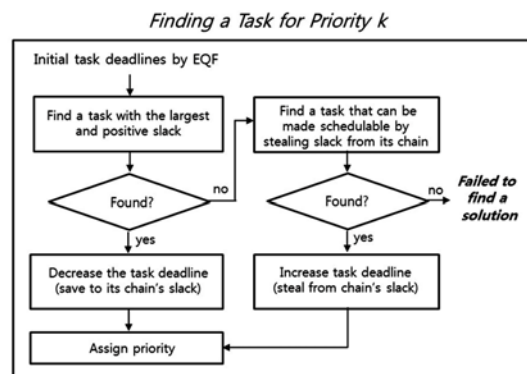 Finding a Task for Priority k
Initial task deadlines by EQF
Find a task with the largest
and positive slack
Found?
no
yes
Decrease the task deadline
(save to its chain's slack)
Assign priority
Find a task that can be
made schedulable by
stealing slack from its chain
Found?
no
Failed to
find a
solution
yes
Increase task deadline
(steal from chain's slack)